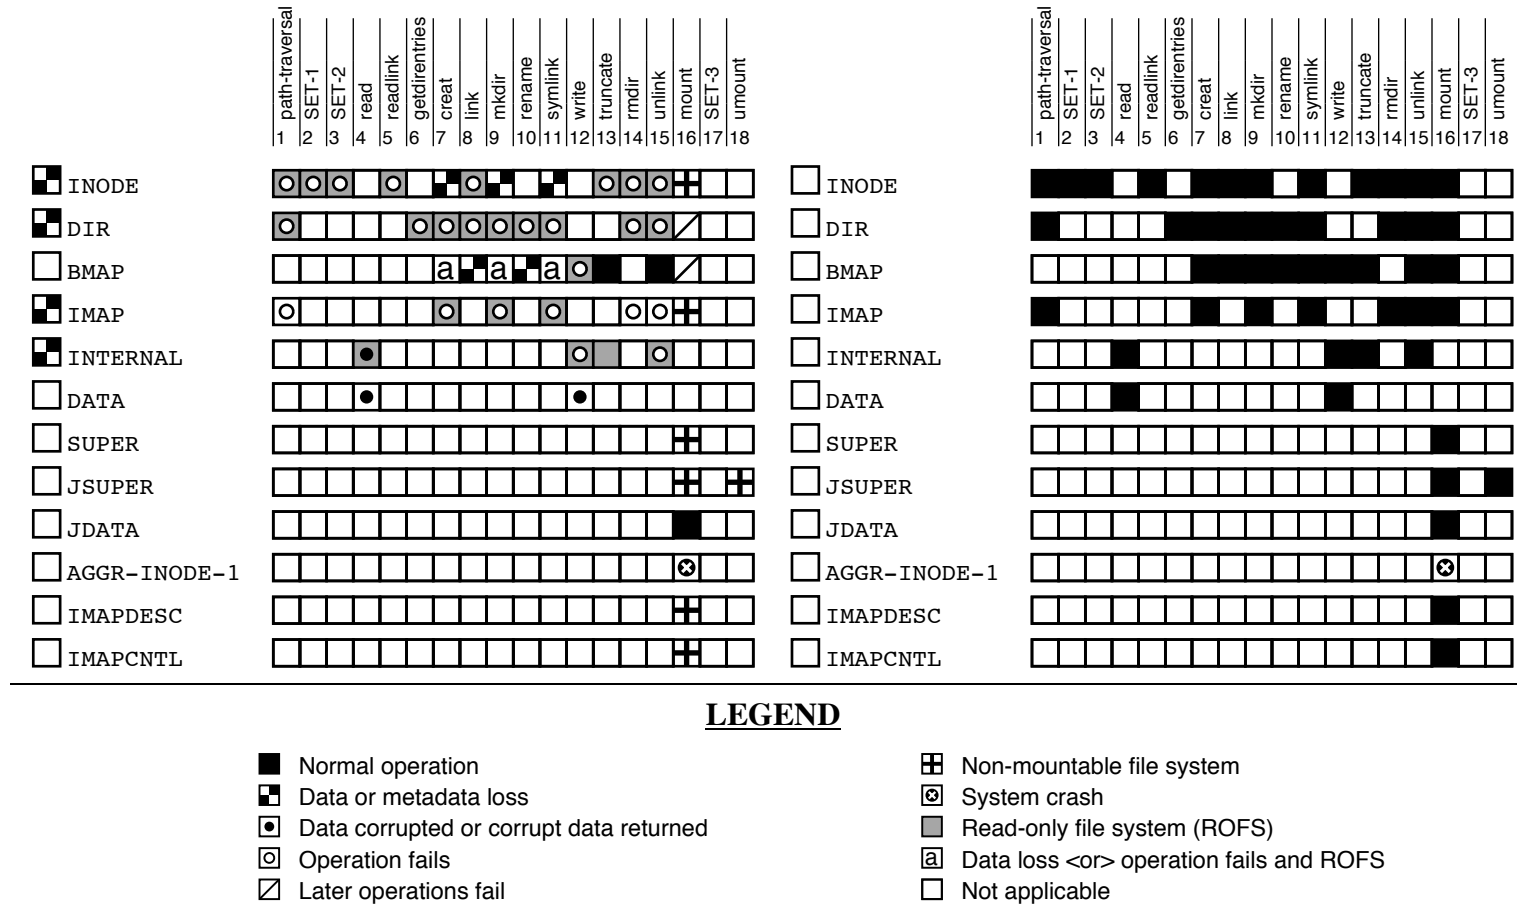 path-traversal
SET-1
SET-2
read
readlink
getdirentries
creat
link
mkdir
rename
symlink
write
truncate
rmdir
unlink
mount
SET-3
umount
1 2 3 4 5 6 7 8 9 10 11 12 13 14 15 16 17 18
path-traversal
SET-1
SET-2
read
readlink
getdirentries
creat
link
mkdir
rename
symlink
write
truncate
rmdir
unlink
mount
SET-3
umount
1 2 3 4 5 6 7 8 9 10 11 12 13 14 15 16 17 18
INODE
DIR
BMAP
a a a
IMAP
INTERNAL
DATA
SUPER
JSUPER
JDATA
AGGR-INODE-1
IMAPDESC
IMAPCNTL
INODE
DIR
BMAP
IMAP
INTERNAL
DATA
SUPER
JSUPER
JDATA
AGGR-INODE-1
IMAPDESC
IMAPCNTL
LEGEND
Normal operation
Data or metadata loss
Data corrupted or corrupt data returned
Operation fails
Later operations fail
Non-mountable file system
System crash
Read-only file system (ROFS)
a Data loss <or> operation fails and ROFS
Not applicable